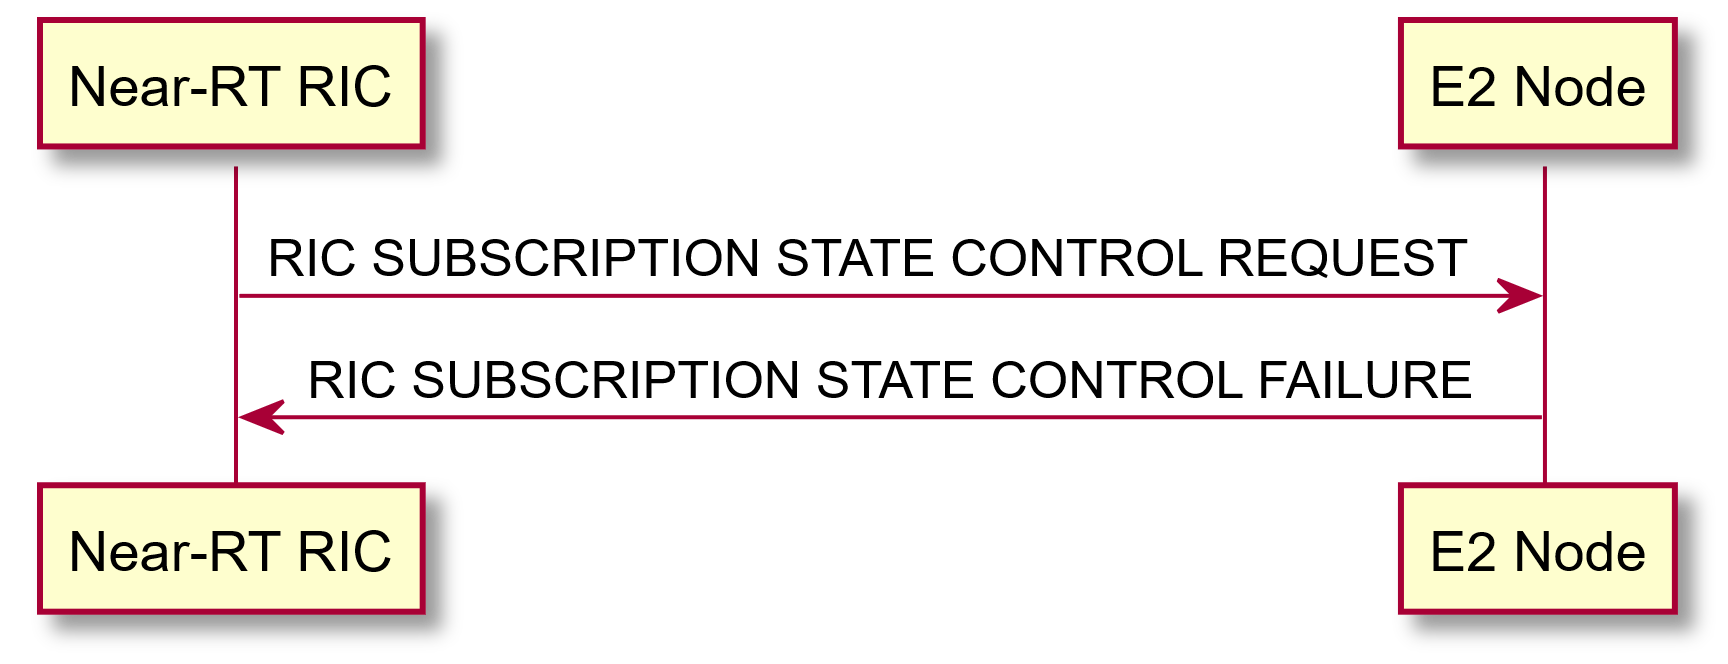 Near-RT RIC
E2 Node
RIC SUBSCRIPTION STATE CONTROL REQUEST
RIC SUBSCRIPTION STATE CONTROL FAILURE
Near-RT RIC
E2 Node